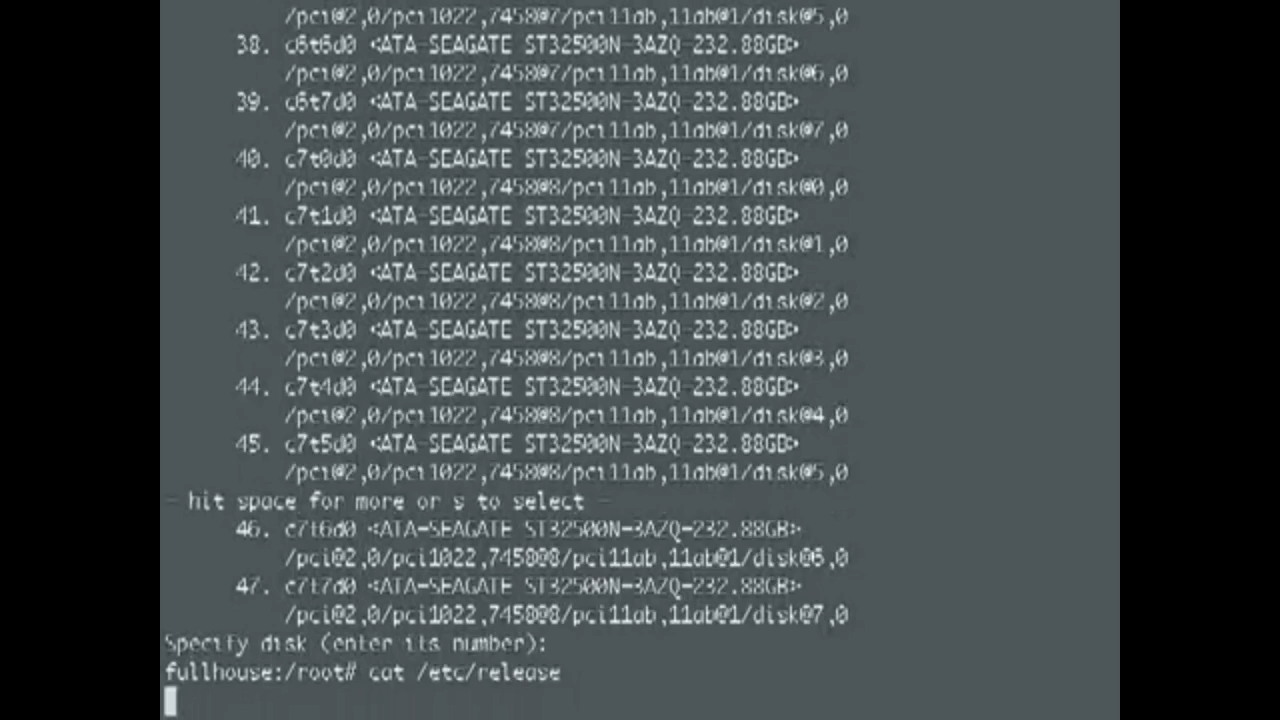 /pci@2,0/pci1022,7458@7/pci11ab,11ab@1/disk@5,0
38. c6t6d0 <ATA-SEAGATE ST32500N-3AZQ-232.88GB>
/pci@2,0/pci1022,7458@7/pci11ab,11ab@1/disk@6,0
39. c6t7d0 <ATA-SEAGATE ST32500N-3AZQ-232.88GB>
/pci@2,0/pci1022,7458@7/pci11ab,11ab@1/disk@7,0
40. c7t0d0 <ATA-SEAGATE ST32500N-3AZQ-232.88GB>
/pci@2,0/pci1022,7458@8/pci11ab,11ab@1/disk@0,0
41. c7t1d0 <ATA-SEAGATE ST32500N-3AZQ-232.88GB>
/pci@2,0/pci1022,7458@8/pci11ab,11ab@1/disk@1,0
42. c7t2d0 <ATA-SEAGATE ST32500N-3AZQ-232.88GB>
/pci@2,0/pci1022,7458@8/pci11ab,11ab@1/disk@2,0
43. c7t3d0 <ATA-SEAGATE ST32500N-3AZQ-232.88GB>
/pci@2,0/pci1022,7458@8/pci11ab,11ab@1/disk@3,0
44. c7t4d0 <ATA-SEAGATE ST32500N-3AZQ-232.88GB>
/pci@2,0/pci1022,7458@8/pci11ab,11ab@1/disk@4,0
45. c7t5d0 <ATA-SEAGATE ST32500N-3AZQ-232.88GB>
/pci@2,0/pci1022,7458@8/pci11ab,11ab@1/disk@5,0
- hit space for more or s to select -
46. c7t6d0 <ATA-SEAGATE ST32500N-3AZQ-232.88GB>
/pci@2,0/pci1022,7458@8/pci11ab,11ab@1/disk@6,0
47. c7t7d0 <ATA-SEAGATE ST32500N-3AZQ-232.88GB>
/pci@2,0/pci1022,7458@8/pci11ab,11ab@1/disk@7,0
Specify disk (enter its number):
fullhouse:/root# cat /etc/release